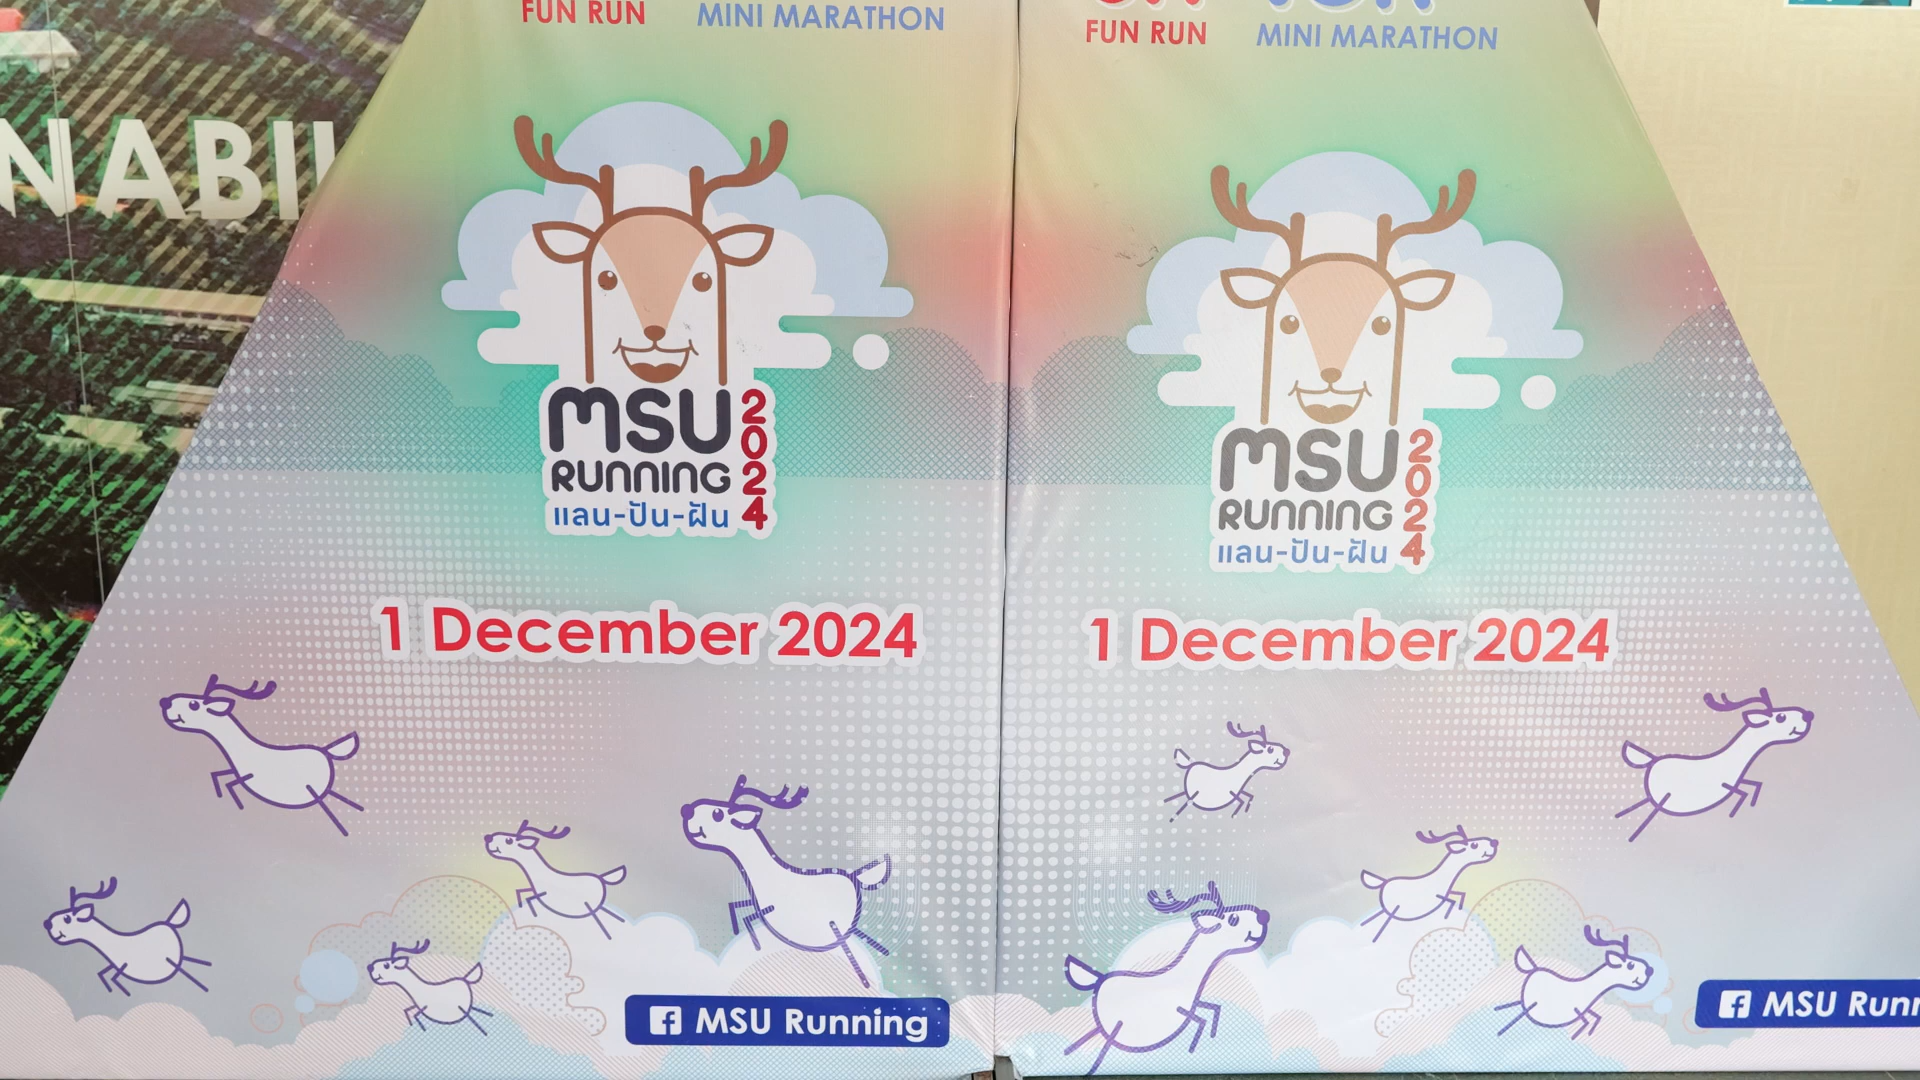 FUN RUN MINI MARATHON
MSU
RUNNING
2024
แลน-ปัน-ฝัน
1 December 2024
MSU Running
FUN RUN MINI MARATHON
MSU
RUNNING
2024
แลน-ปัน-ฝัน
1 December 2024
MSU Runn
NABI